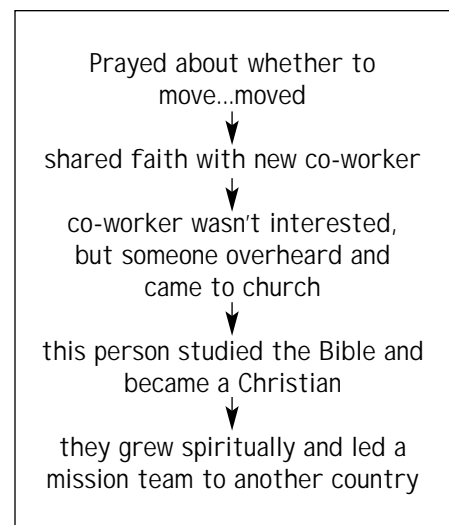 Prayed about whether to
move...moved
shared faith with new co-worker
co-worker wasn't interested,
but someone overheard and
came to church
this person studied the Bible and
became a Christian
they grew spiritually and led a
mission team to another country